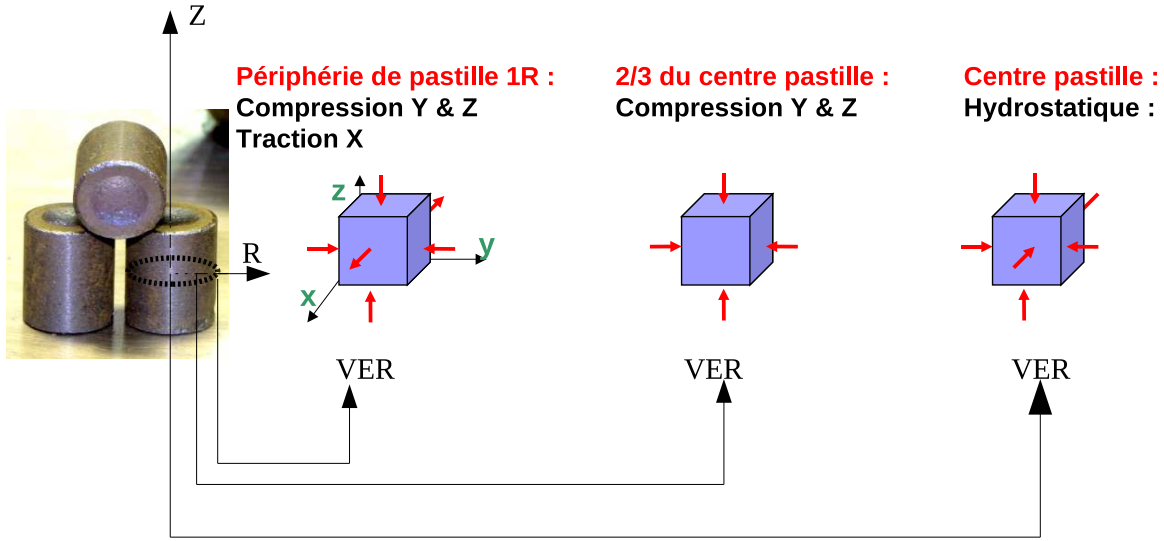 Z
Périphérie de pastille 1R :
Compression Y & Z
Traction X
2/3 du centre pastille :
Compression Y & Z
Centre pastille :
Hydrostatique :
z
R
y
x
VER
VER
VER